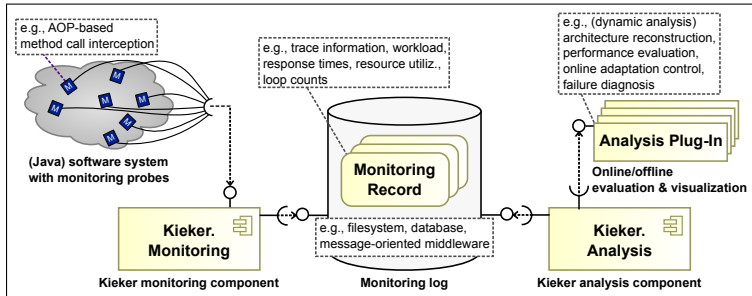 e.g., AOP-based
method call interception
M
M
M
M
M
M
M
(Java) software system
with monitoring probes
Kieker.
Monitoring
Kieker monitoring component
e.g., trace information, workload,
response times, resource utiliz.,
loop counts
Monitoring
Record
e.g., filesystem, database,
message-oriented middleware
Monitoring log
e.g., (dynamic analysis)
architecture reconstruction,
performance evaluation,
online adaptation control,
failure diagnosis
Analysis Plug-In
Online/offline
evaluation & visualization
Kieker.
Analysis
Kieker analysis component